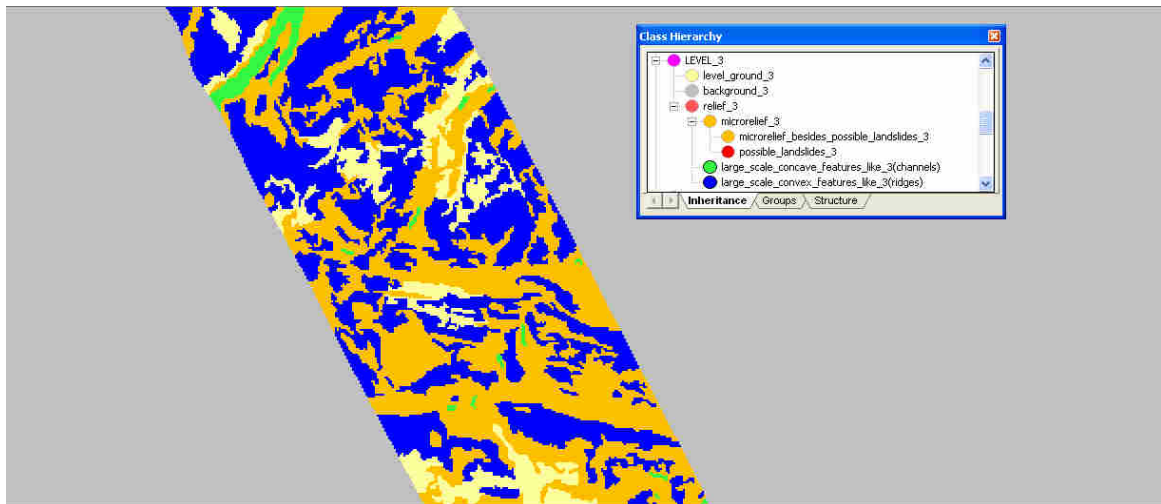 Class Hierarchy
LEVEL_3
level_ground_3
background_3
relief_3
microrelief_3
microrelief_besides_possible_landslides_3
possible_landslides_3
large_scale_concave_features_like_3(channels)
large_scale_convex_features_like_3(ridges)
Inheritance Groups Structure